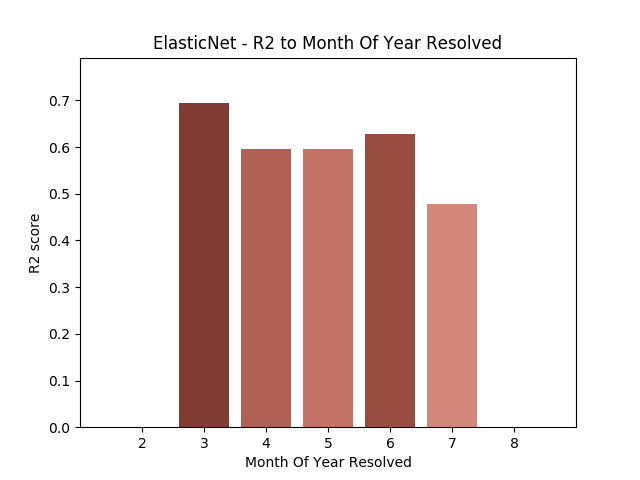 ElasticNet - R2 to Month Of Year Resolved
0.7
0.6
0.5
0.4
0.3
0.2
0.1
0.0
R2 score
2 3 4 5 6 7 8
Month Of Year Resolved